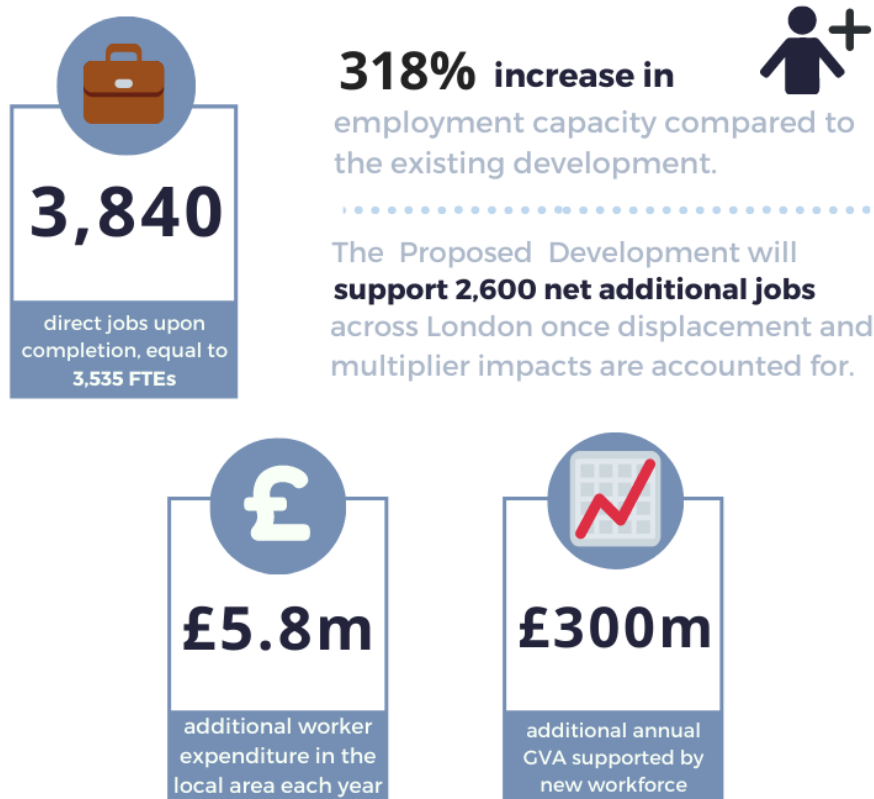 3,840
direct jobs upon
completion, equal to
3,535 FTEs
318% increase in
employment capacity compared to
the existing development.
The Proposed Development will
support 2,600 net additional jobs
across London once displacement and
multiplier impacts are accounted for.
£
£5.8m
additional worker
expenditure in the
local area each year
£300m
additional annual
GVA supported by
new workforce